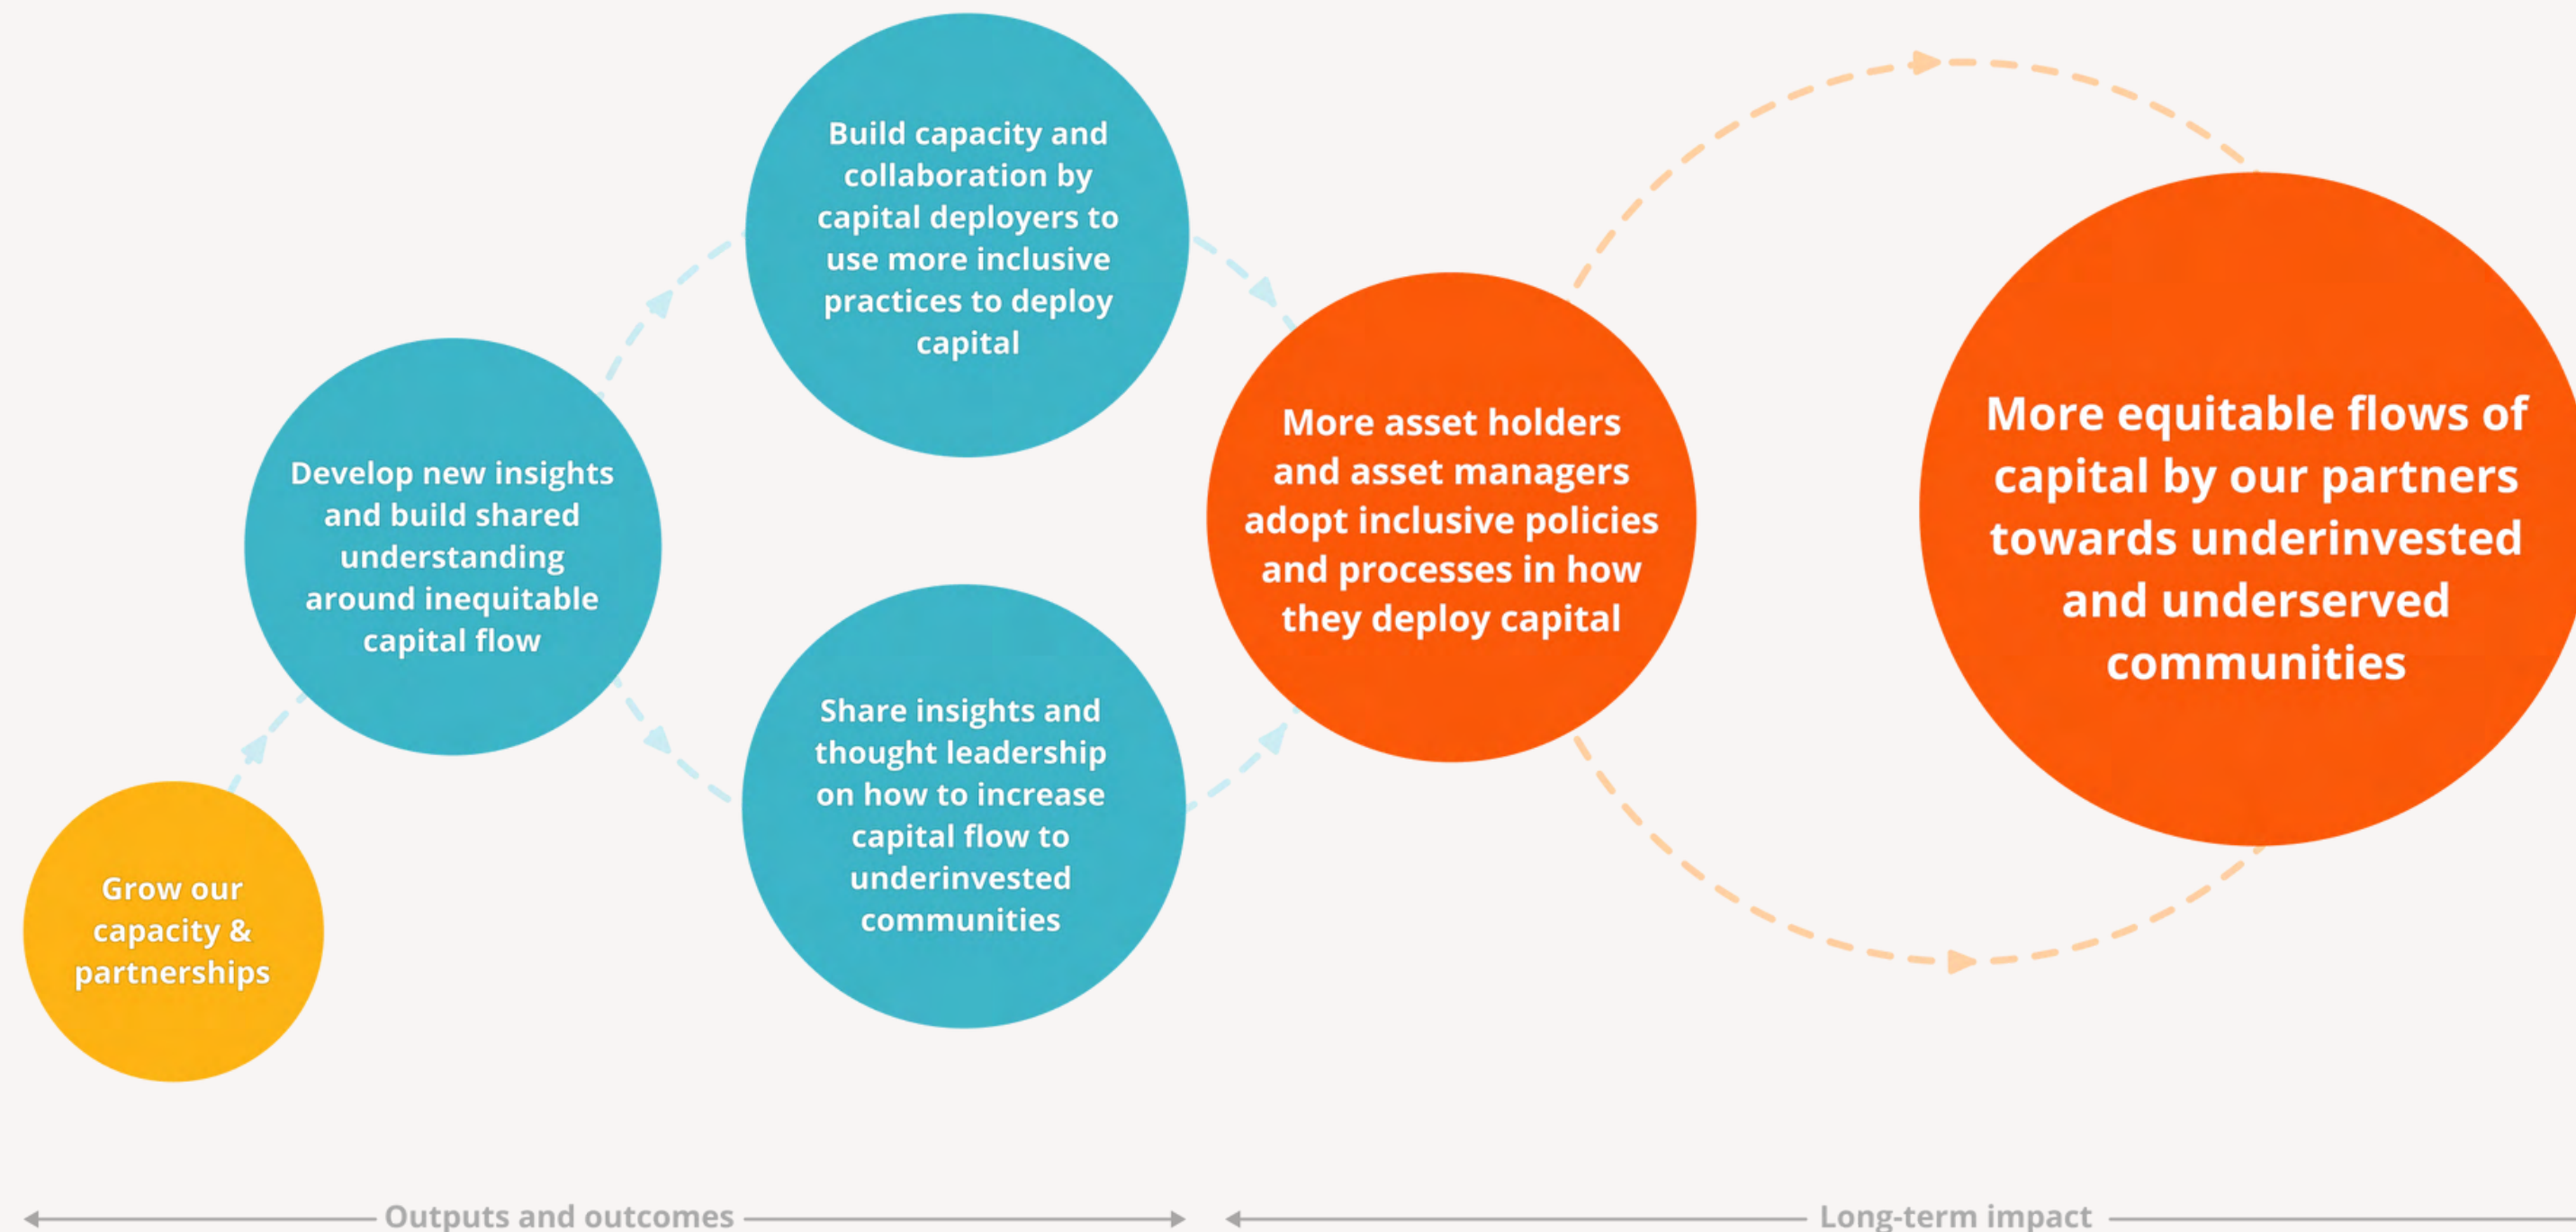 Build capacity and
collaboration by
capital deployers to
use more inclusive
practices to deploy
capital
Develop new insights
and build shared
understanding
around inequitable
capital flow
More asset holders
and asset managers
adopt inclusive policies
and processes in how
they deploy capital
More equitable flows of
capital by our partners
towards underinvested
and underserved
communities
Share insights and
thought leadership
on how to increase
capital flow to
underinvested
communities
Grow our
capacity &
partnerships
Outputs and outcomes
Long-term impact